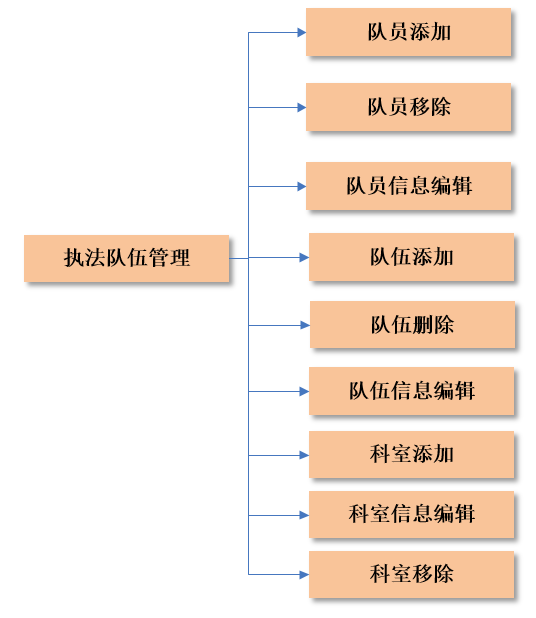 队员添加
队员移除
队员信息编辑
执法队伍管理
队伍添加
队伍删除
队伍信息编辑
科室添加
科室信息编辑
科室移除